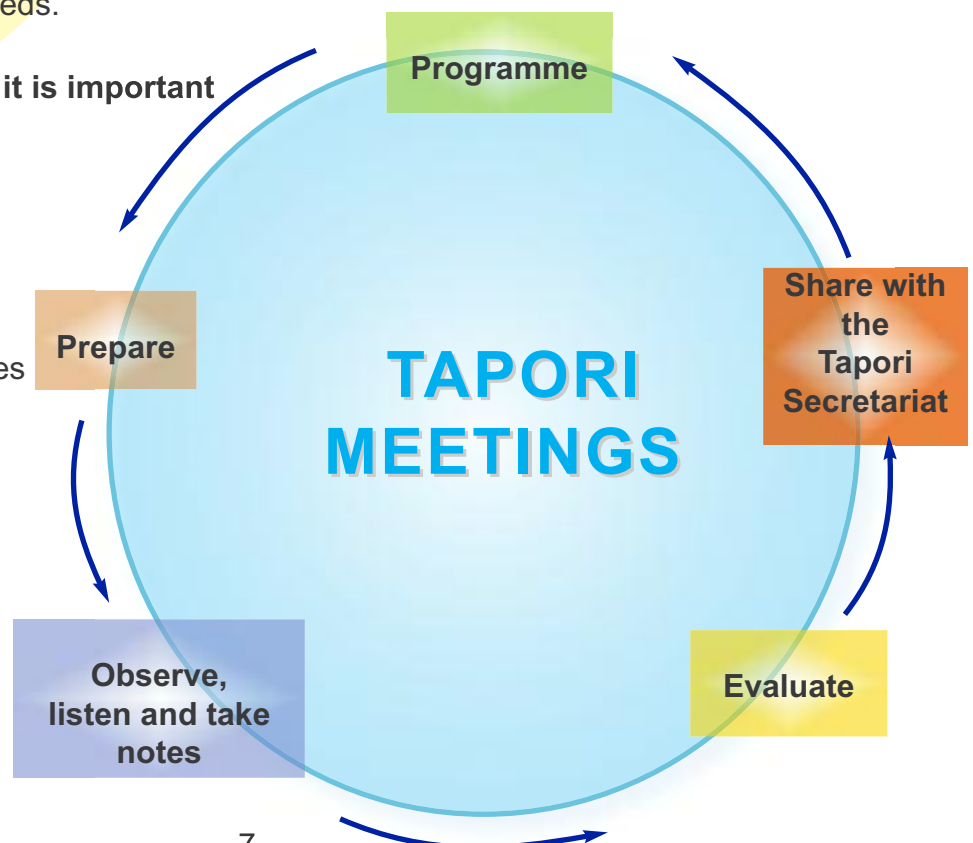 eds.
it is important
Programme
Share with
the
Tapori
Secretariat
Prepare
es
TAPORI
MEETINGS
Observe,
listen and take
notes
Evaluate
7